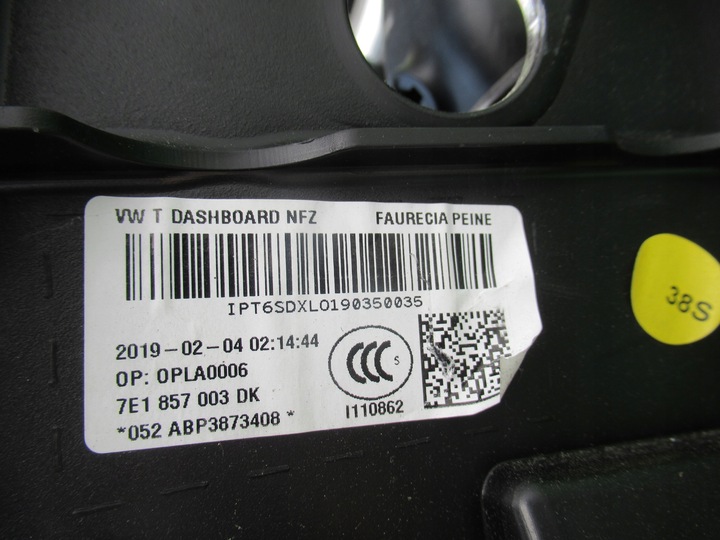 VW T DASHBOARD NFZ FAURECIA PEINE
IPT6SDXLO190350035
2019-02-04 02:14:44
OP: OPLA0006
7E1 857 003 DK
*052 ABP3873408 *
CCC S
I110862
38S